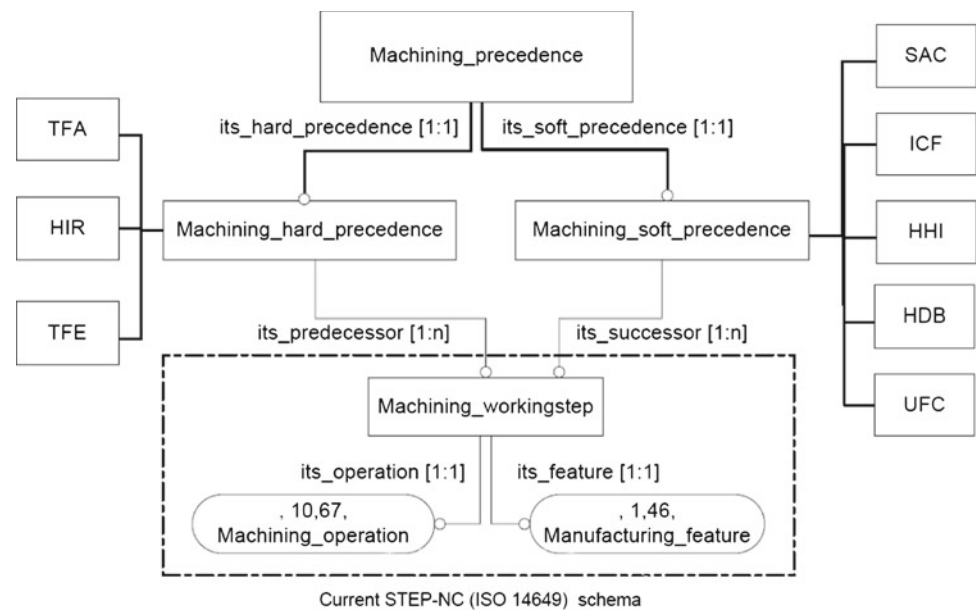 Machining_precedence
SAC
TFA
its_hard_precedence [1:1]
its_soft_precedence [1:1]
ICF
HIR
Machining_hard_precedence
Machining_soft_precedence
HHI
TFE
its_predecessor [1:n]
its_successor [1:n]
HDB
Machining_workingstep
UFC
its_operation [1:1]
its_feature [1:1]
, 10,67,
Machining_operation
, 1,46,
Manufacturing_feature
Current STEP-NC (ISO 14649) schema